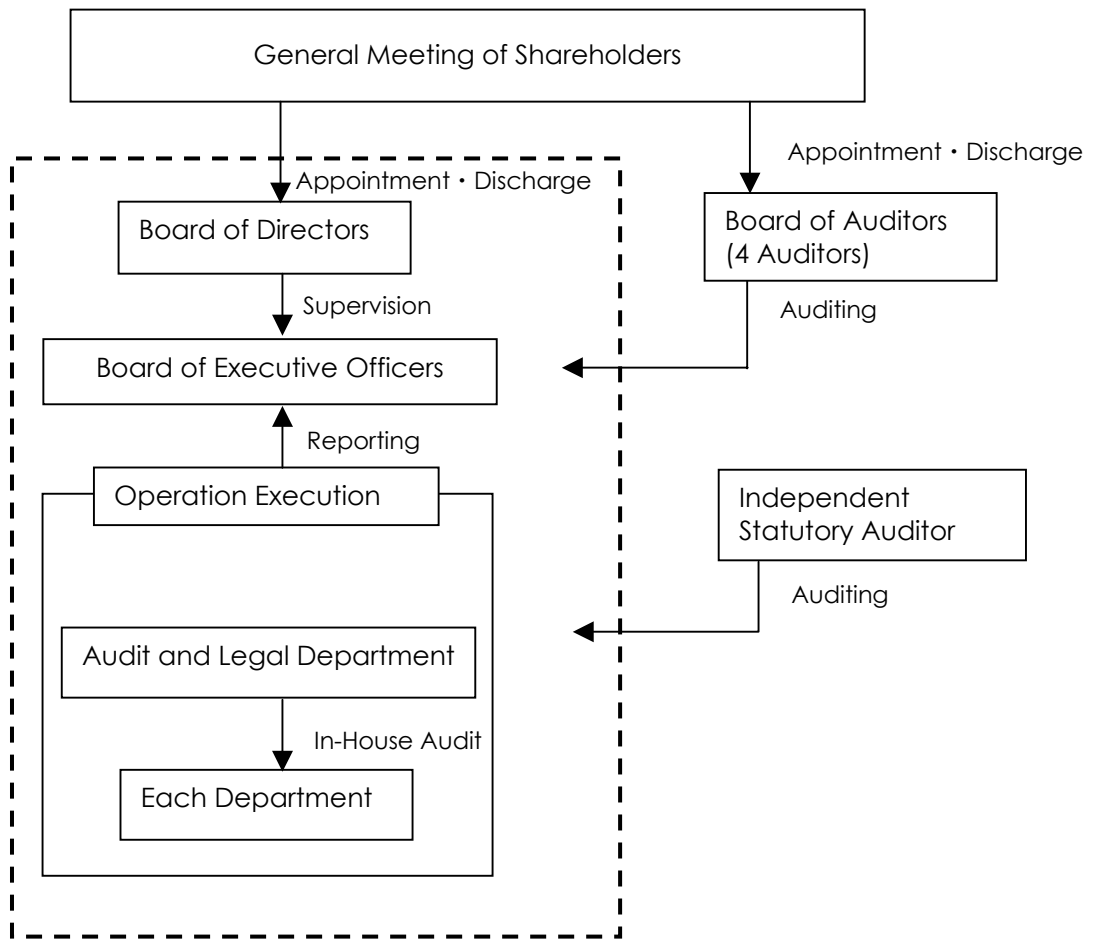 General Meeting of Shareholders
Appointment・Discharge
Appointment・Discharge
Board of Directors
Board of Auditors
(4 Auditors)
Supervision
Auditing
Board of Executive Officers
Reporting
Operation Execution
Independent
Statutory Auditor
Auditing
Audit and Legal Department
In-House Audit
Each Department